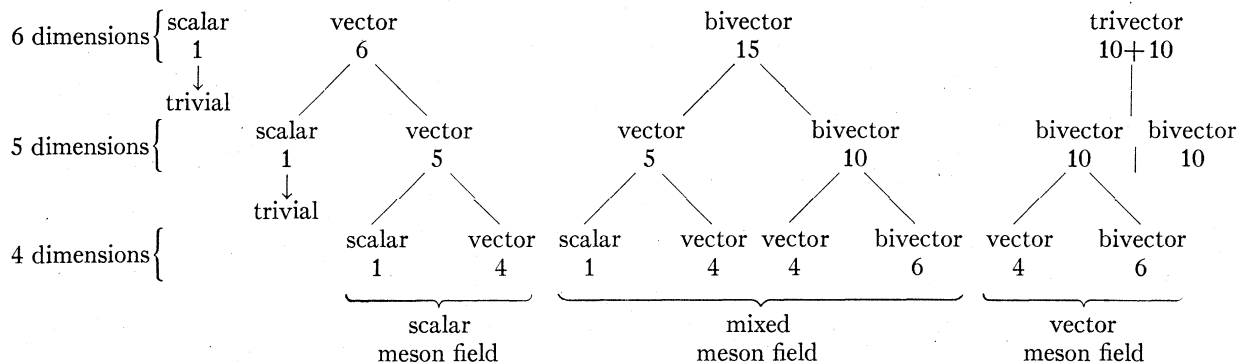 6 dimensions { scalar vector bivector trivector
1 6 15 10+10
trivial
5 dimensions { scalar vector vector bivector bivector | bivector
1 5 5 10 10 | 10
trivial
4 dimensions { scalar vector scalar vector vector bivector vector bivector
1 4 1 4 4 6 4 6
scalar mixed vector
meson field meson field meson field